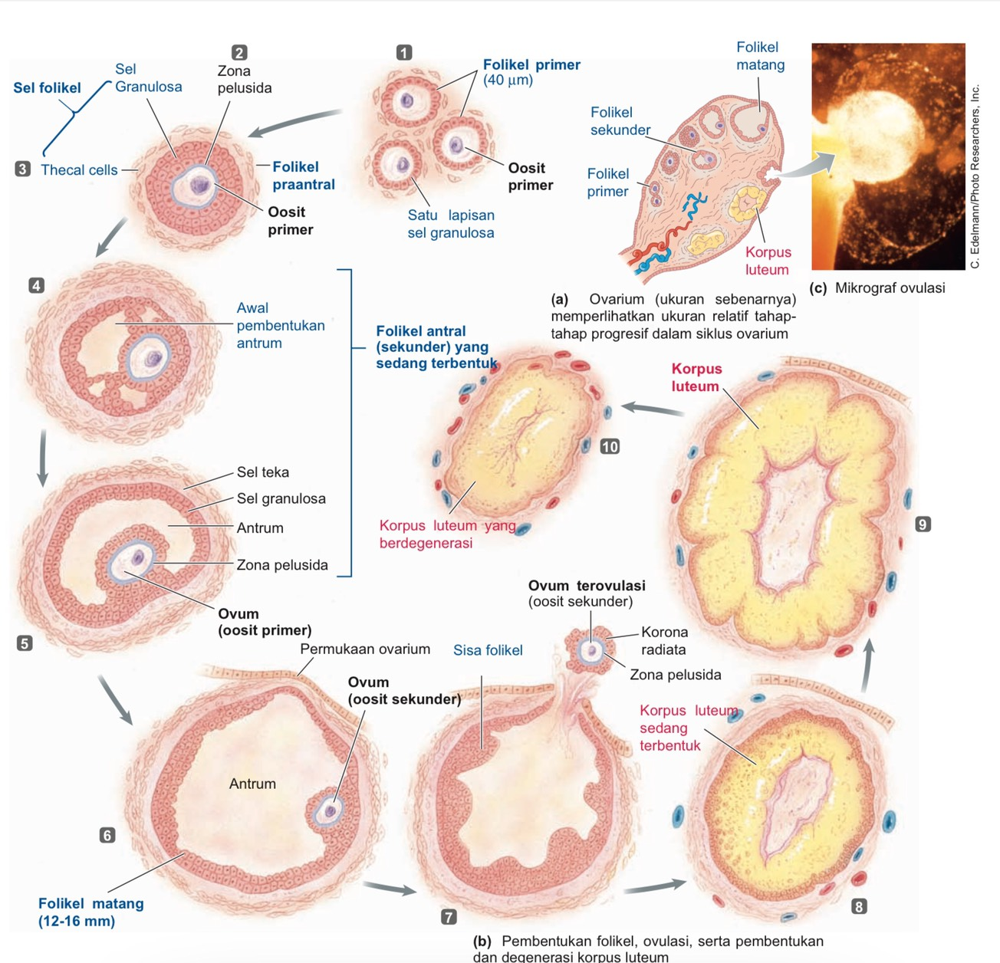 1
Folikel primer
(40 µm)
Oosit
primer
Satu lapisan
sel granulosa
2
Zona
pelusida
Sel
Granulosa
Sel folikel
3
Thecal cells
Folikel
praantral
Oosit
primer
4
Awal
pembentukan
antrum
Folikel antral
(sekunder) yang
sedang terbentuk
5
Sel teka
Sel granulosa
Antrum
Zona pelusida
Ovum
(oosit primer)
6
Permukaan ovarium
Ovum
(oosit sekunder)
Antrum
Folikel matang
(12-16 mm)
7
Sisa folikel
Ovum terovulasi
(oosit sekunder)
Korona
radiata
Zona pelusida
8
Korpus luteum
sedang
terbentuk
9
Korpus
luteum
10
Korpus luteum yang
berdegenerasi
Folikel
matang
Folikel
sekunder
Folikel
primer
Korpus
luteum
(a) Ovarium (ukuran sebenarnya)
memperlihatkan ukuran relatif tahap-
tahap progresif dalam siklus ovarium
C. Edelmann/Photo Researchers, Inc.
(c) Mikrograf ovulasi
(b) Pembentukan folikel, ovulasi, serta pembentukan
dan degenerasi korpus luteum